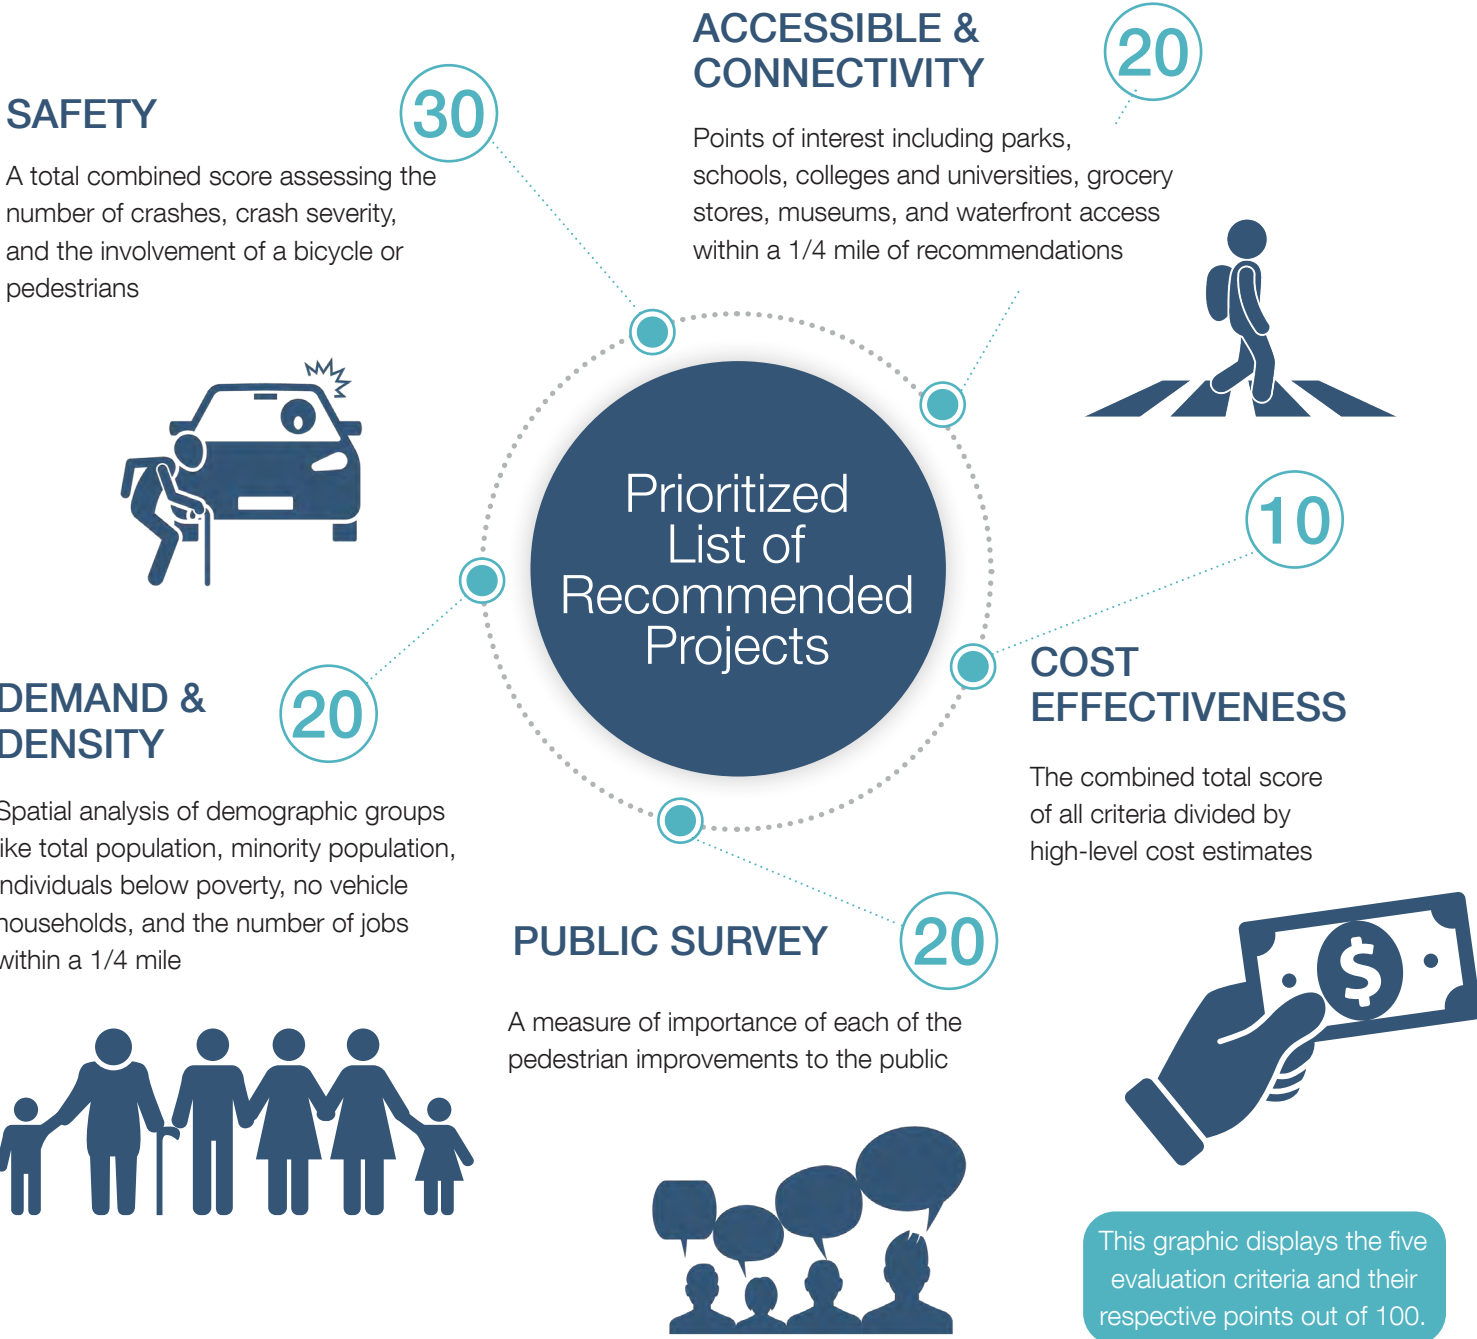 SAFETY
30
A total combined score assessing the
number of crashes, crash severity,
and the involvement of a bicycle or
pedestrians
ACCESSIBLE &
CONNECTIVITY
20
Points of interest including parks,
schools, colleges and universities, grocery
stores, museums, and waterfront access
within a 1/4 mile of recommendations
Prioritized
List of
Recommended
Projects
10
COST
EFFECTIVENESS
The combined total score
of all criteria divided by
high-level cost estimates
$
DEMAND &
DENSITY
20
Spatial analysis of demographic groups
like total population, minority population,
individuals below poverty, no vehicle
households, and the number of jobs
within a 1/4 mile
PUBLIC SURVEY
20
A measure of importance of each of the
pedestrian improvements to the public
This graphic displays the five
evaluation criteria and their
respective points out of 100.